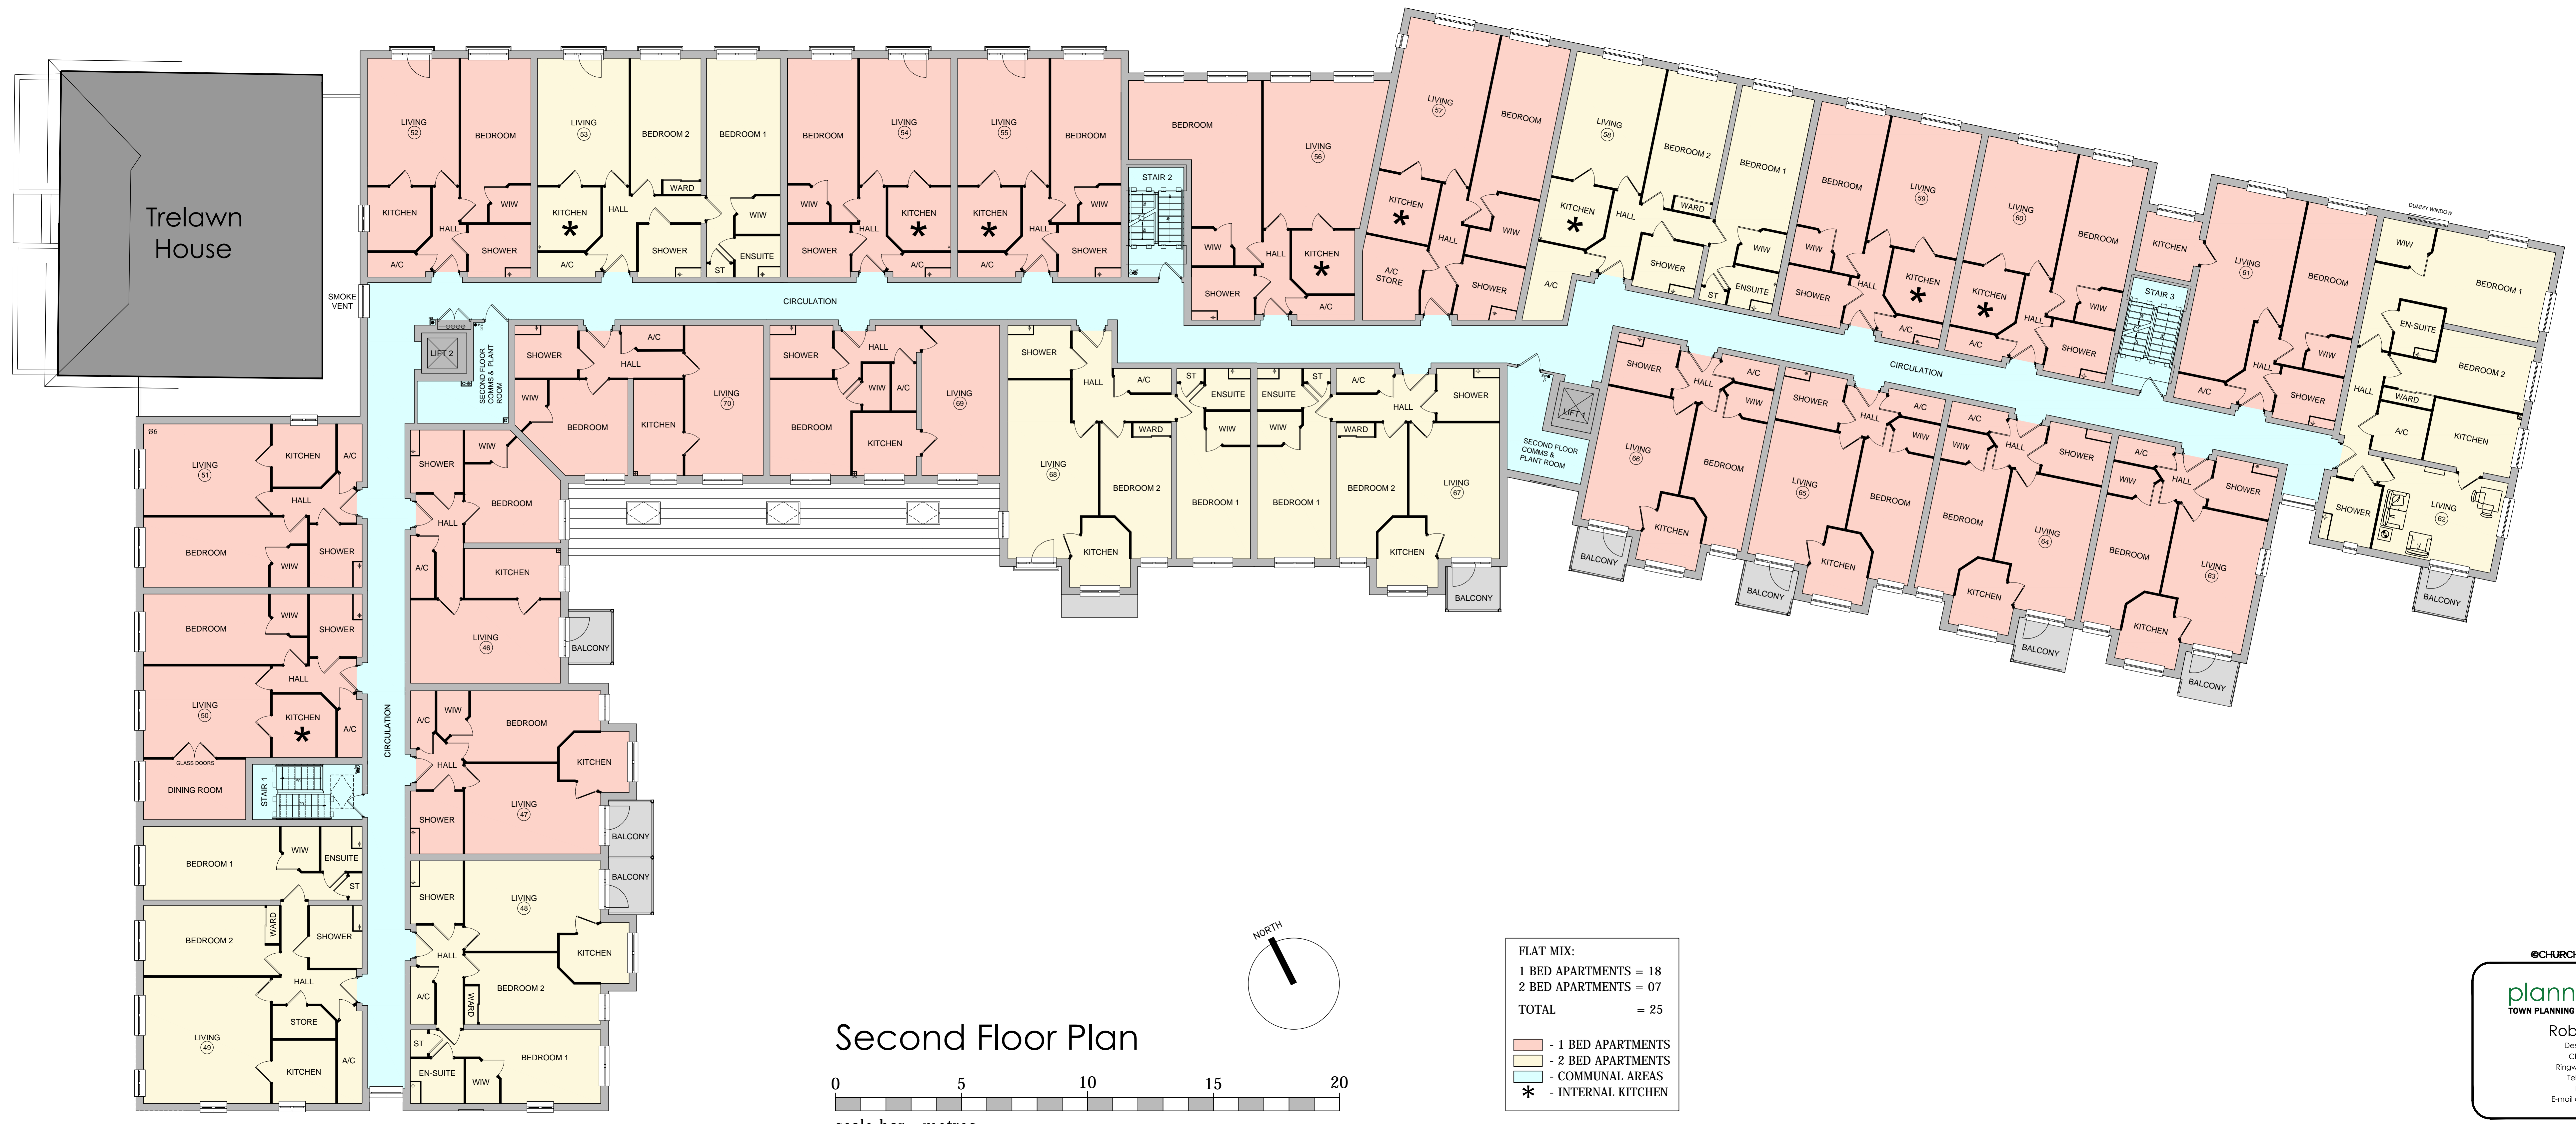 Trelawn
House
SMOKE
VENT
LIVING
52
BEDROOM
KITCHEN
WIW
HALL
A/C
SHOWER
LIVING
53
BEDROOM 2
BEDROOM 1
WARD
KITCHEN
*
HALL
WIW
A/C
SHOWER
ENSUITE
ST
BEDROOM
LIVING
54
WIW
KITCHEN
*
HALL
SHOWER
A/C
LIVING
55
BEDROOM
KITCHEN
*
WIW
HALL
A/C
SHOWER
STAIR 2
BEDROOM
LIVING
56
WIW
HALL
KITCHEN
*
SHOWER
A/C
LIVING
57
BEDROOM
KITCHEN
*
WIW
HALL
A/C
STORE
SHOWER
LIVING
58
BEDROOM 2
BEDROOM 1
KITCHEN
*
WARD
HALL
WIW
SHOWER
A/C
ST
ENSUITE
BEDROOM
LIVING
59
WIW
KITCHEN
*
HALL
SHOWER
A/C
LIVING
60
BEDROOM
KITCHEN
*
WIW
HALL
A/C
SHOWER
KITCHEN
STAIR 3
LIVING
61
BEDROOM
WIW
HALL
A/C
SHOWER
DUMMY WINDOW
WIW
BEDROOM 1
EN-SUITE
BEDROOM 2
HALL
WARD
A/C
KITCHEN
LIVING
62
SHOWER
BALCONY
CIRCULATION
CIRCULATION
LIFT 2
SECOND FLOOR
COMMS & PLANT
ROOM
SHOWER
A/C
HALL
WIW
BEDROOM
KITCHEN
LIVING
70
SHOWER
HALL
WIW
A/C
BEDROOM
KITCHEN
LIVING
69
SHOWER
HALL
A/C
ST
ENSUITE
WARD
WIW
LIVING
68
BEDROOM 2
BEDROOM 1
KITCHEN
ENSUITE
ST
A/C
SHOWER
HALL
WIW
WARD
BEDROOM 1
BEDROOM 2
LIVING
67
KITCHEN
BALCONY
LIFT 1
SECOND FLOOR
COMMS &
PLANT ROOM
SHOWER
HALL
A/C
WIW
LIVING
66
BEDROOM
KITCHEN
BALCONY
SHOWER
HALL
A/C
WIW
LIVING
65
BEDROOM
KITCHEN
BALCONY
A/C
WIW
HALL
SHOWER
BEDROOM
LIVING
64
KITCHEN
BALCONY
A/C
WIW
HALL
SHOWER
BEDROOM
LIVING
63
KITCHEN
BALCONY
B6
LIVING
51
KITCHEN
A/C
HALL
BEDROOM
WIW
SHOWER
BEDROOM
WIW
SHOWER
HALL
LIVING
50
KITCHEN
*
A/C
GLASS DOORS
DINING ROOM
STAIR 1
CIRCULATION
BEDROOM 1
WIW
ENSUITE
ST
BEDROOM 2
WARD
SHOWER
HALL
STORE
LIVING
49
KITCHEN
A/C
SHOWER
WIW
BEDROOM
HALL
A/C
KITCHEN
LIVING
46
BALCONY
A/C
WIW
BEDROOM
KITCHEN
HALL
LIVING
47
SHOWER
BALCONY
BALCONY
SHOWER
LIVING
48
KITCHEN
HALL
BEDROOM 2
A/C
WARD
ST
BEDROOM 1
EN-SUITE
WIW
NORTH
Second Floor Plan
0 5 10 15 20
FLAT MIX:
1 BED APARTMENTS = 18
2 BED APARTMENTS = 07
TOTAL = 25
- 1 BED APARTMENTS
- 2 BED APARTMENTS
- COMMUNAL AREAS
* - INTERNAL KITCHEN
©CHURCH
plann
TOWN PLANNING
Rob
Des
Ringw
Tel
E-mail